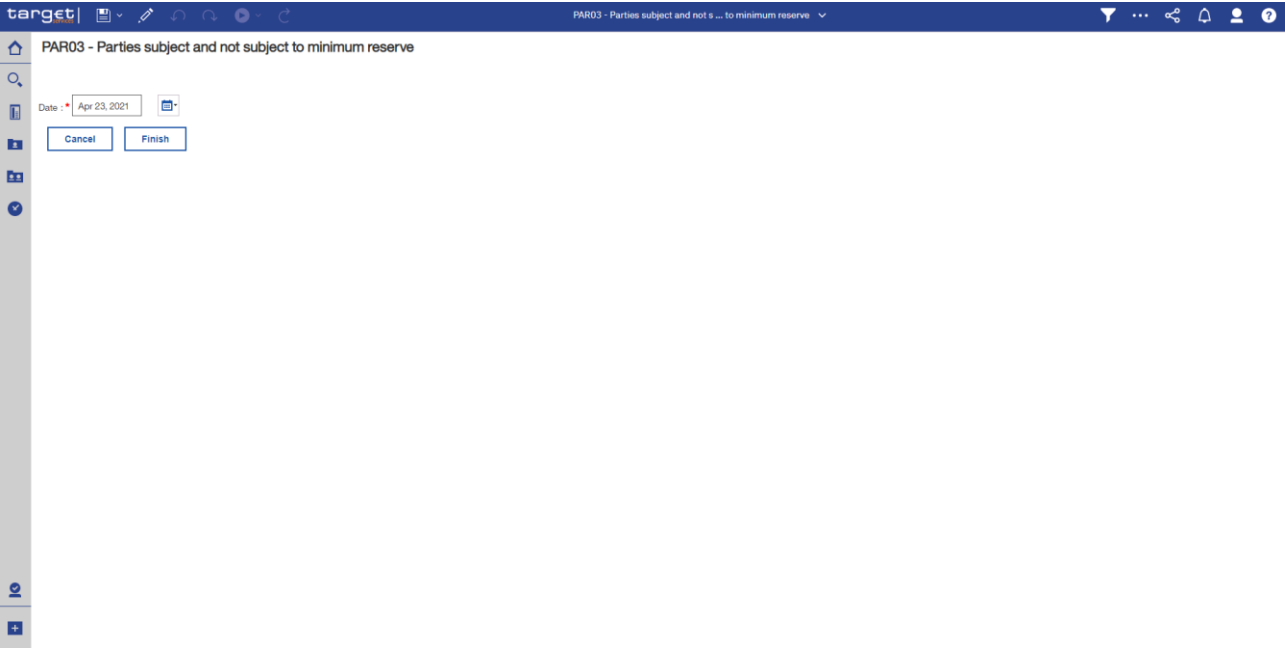 target| PAR03 - Parties subject and not s ... to minimum reserve
PAR03 - Parties subject and not subject to minimum reserve
Date : * Apr 23, 2021
Cancel Finish